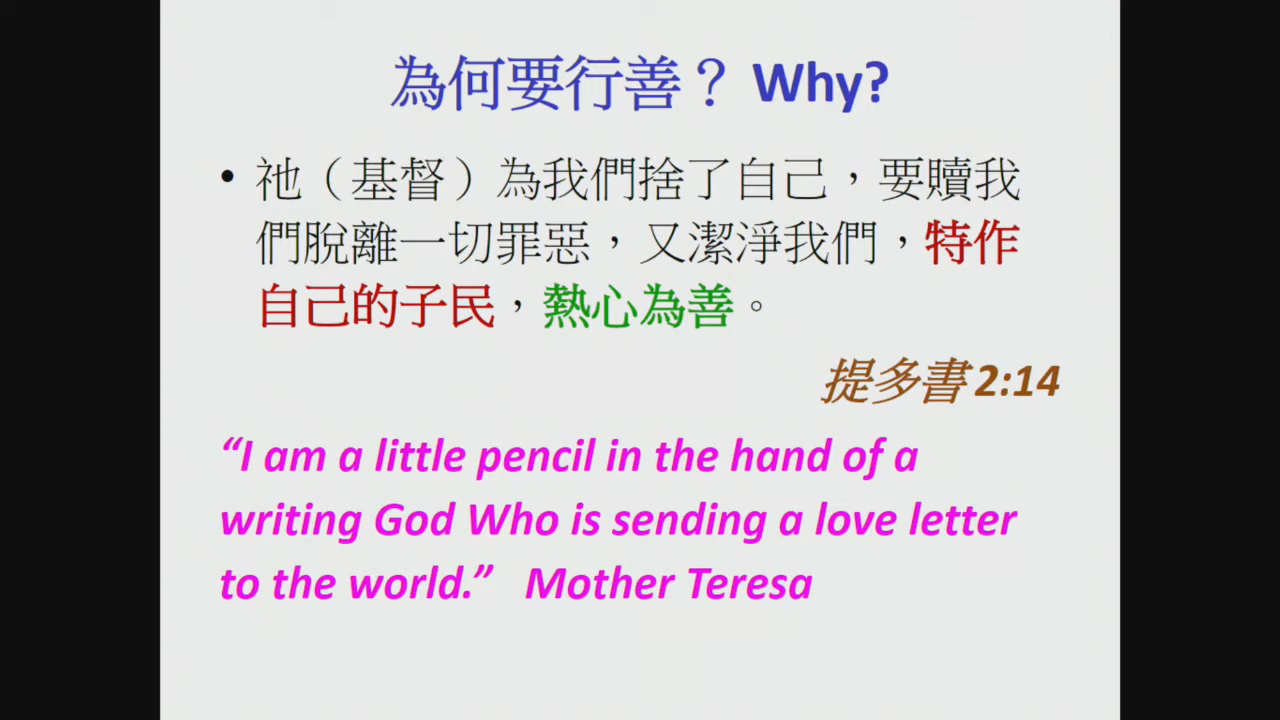 為何要行善？ Why?
• 祂（基督）為我們捨了自己，要贖我
們脫離一切罪惡，又潔淨我們，特作
自己的子民，熱心為善。
提多書 2:14
“I am a little pencil in the hand of a
writing God Who is sending a love letter
to the world.” Mother Teresa